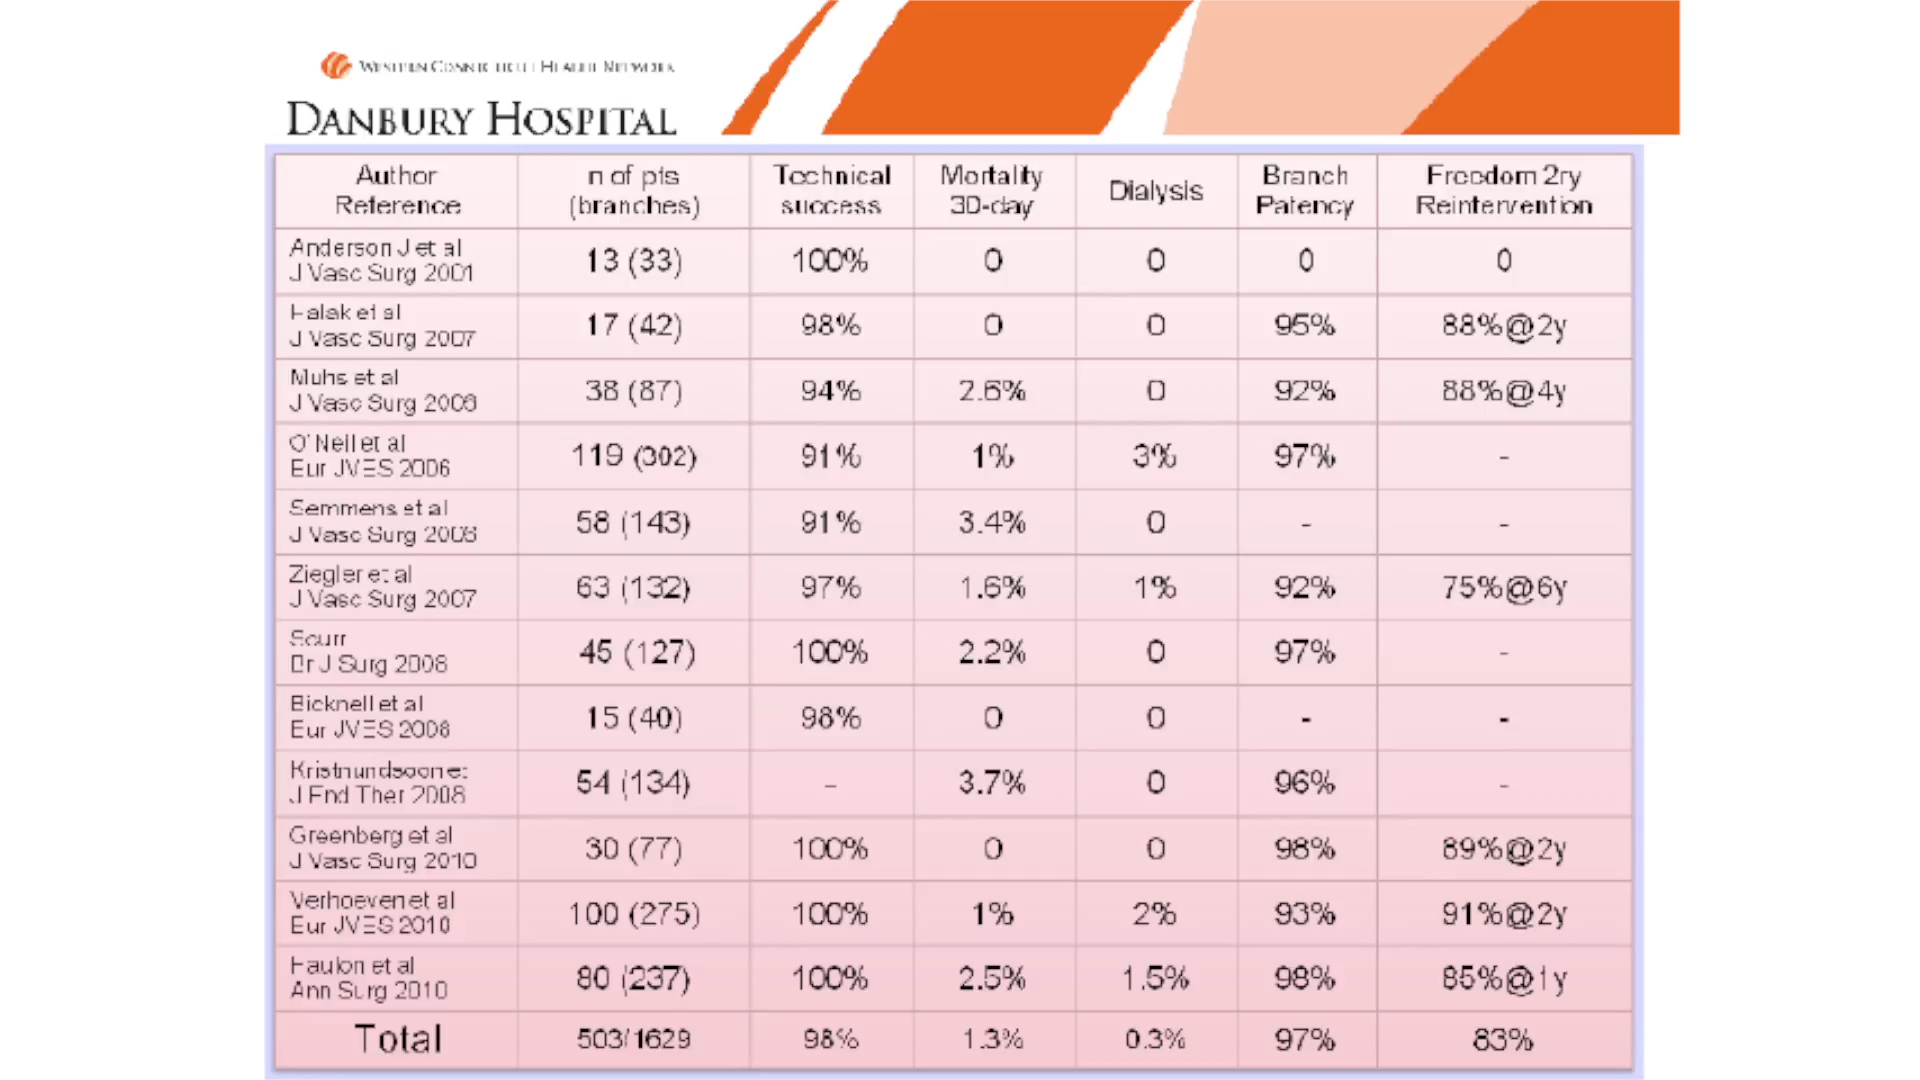 WESTERN CONNECTICUT HEALTH NETWORK
DANBURY HOSPITAL
Author Reference | n of pts (branches) | Technical success | Mortality 30-day | Dialysis | Branch Patency | Freedom 2ry Reintervention
Anderson J et al J Vasc Surg 2001 | 13 (33) | 100% | 0 | 0 | 0 | 0
Halak et al J Vasc Surg 2007 | 17 (42) | 98% | 0 | 0 | 95% | 88%@2y
Muhs et al J Vasc Surg | 38 (87) | 94% | 2.6% | 0 | 92% | 88%@4y
O'Neil et al Eur JVES 2006 | 119 (302) | 91% | 1% | 3% | 97% | -
Semmens et al J Vasc Surg | 58 (143) | 91% | 3.4% | 0 | - | -
Ziegler et al J Vasc Surg 2007 | 63 (132) | 97% | 1.6% | 1% | 92% | 75%@6y
Scurr Br J Surg 2008 | 45 (127) | 100% | 2.2% | 0 | 97% | -
Bicknell et al Eur JVES | 15 (40) | 98% | 0 | 0 | - | -
J End Ther 2008 | 54 (134) | - | 3.7% | 0 | 96% | -
Greenberg et al J Vasc Surg 2010 | 30 (77) | 100% | 0 | 0 | 98% | 89%@2y
Verhoeven et al Eur JVES 2010 | 100 (275) | 100% | 1% | 2% | 93% | 91%@2y
Haulon et al Ann Surg 2010 | 80 (237) | 100% | 2.5% | 1.5% | 98% | 85%@1y
Total | 503/1629 | 98% | 1.3% | 0.3% | 97% | 83%